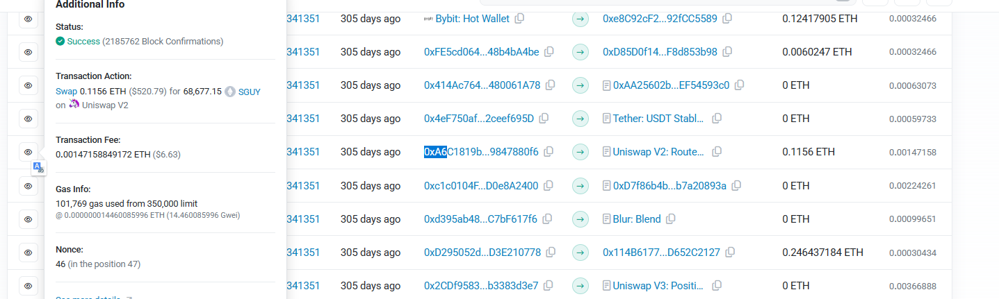 Additional Info
Status:
Success (2185762 Block Confirmations)
Transaction Action:
Swap 0.1156 ETH ($520.79) for 68,677.15 SGUY
on Uniswap V2
Transaction Fee:
0.00147158849172 ETH ($6.63)
Gas Info:
101,769 gas used from 350,000 limit
@ 0.000000014460085996 ETH (14.460085996 Gwei)
Nonce:
46 (in the position 47)
341351 305 days ago Bybit: Hot Wallet 0xe8C92cF2...92fCC5589 0.12417905 ETH 0.00032466
341351 305 days ago 0xFE5cd064...48b4bA4be 0xD85D0f14...F8d853b98 0.0060247 ETH 0.00032466
341351 305 days ago 0x414Ac764...480061A78 0xAA25602b...EF54593c0 0 ETH 0.00063073
341351 305 days ago 0x4eF750af...2ceef695D Tether: USDT Stabl... 0 ETH 0.00059733
341351 305 days ago 0xA6C1819b...9847880f6 Uniswap V2: Route... 0.1156 ETH 0.00147158
341351 305 days ago 0xc1c0104F...D0e8A2400 0xD7f86b4b...b7a20893a 0 ETH 0.00224261
341351 305 days ago 0xd395ab48...C7bF617f6 Blur: Blend 0 ETH 0.00099651
341351 305 days ago 0xD295052d...D3E210778 0x114B6177...D652C2127 0.246437184 ETH 0.00030434
341351 305 days ago 0x2CDf9583...b3383d3e7 Uniswap V3: Positi... 0 ETH 0.00366888